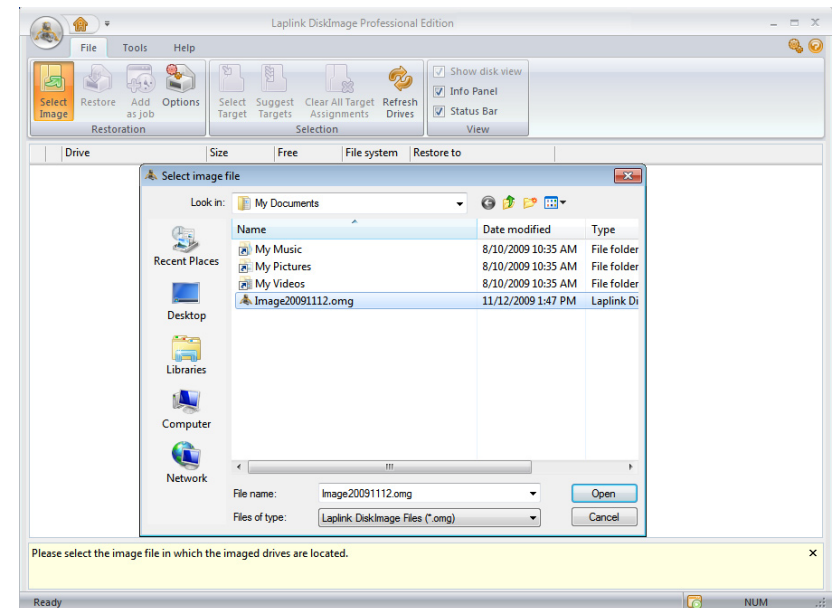 Laplink DiskImage Professional Edition
File Tools Help
Select Image Restore Add as job Options
Select Target Suggest Targets Clear All Target Assignments Refresh Drives
Show disk view
Info Panel
Status Bar
Restoration Selection View
Drive Size Free File system Restore to
Select image file
Look in: My Documents
Name Date modified Type
My Music 8/10/2009 10:35 AM File folder
My Pictures 8/10/2009 10:35 AM File folder
My Videos 8/10/2009 10:35 AM File folder
Image20091112.omg 11/12/2009 1:47 PM Laplink Di
Recent Places
Desktop
Libraries
Computer
Network
File name: Image20091112.omg Open
Files of type: Laplink DiskImage Files (*.omg) Cancel
Please select the image file in which the imaged drives are located.
Ready NUM